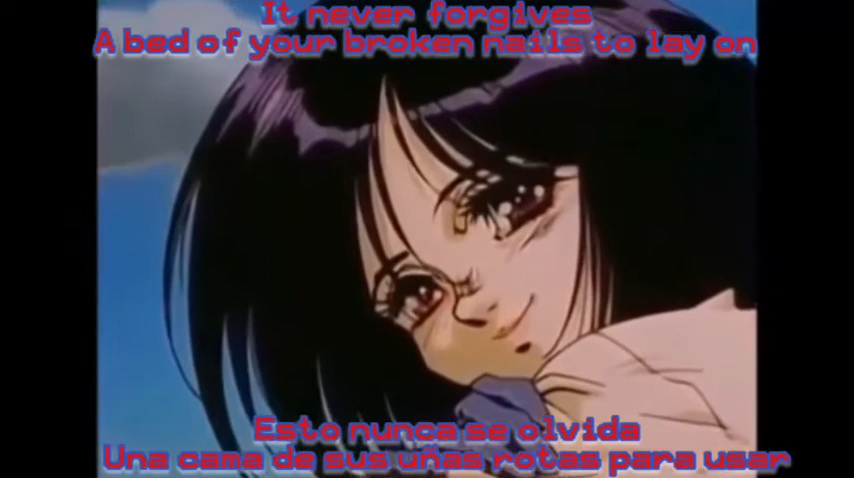 It never forgives
A bed of your broken nails to lay on
Esto nunca se olvida
Una cama de sus uñas rotas para usar